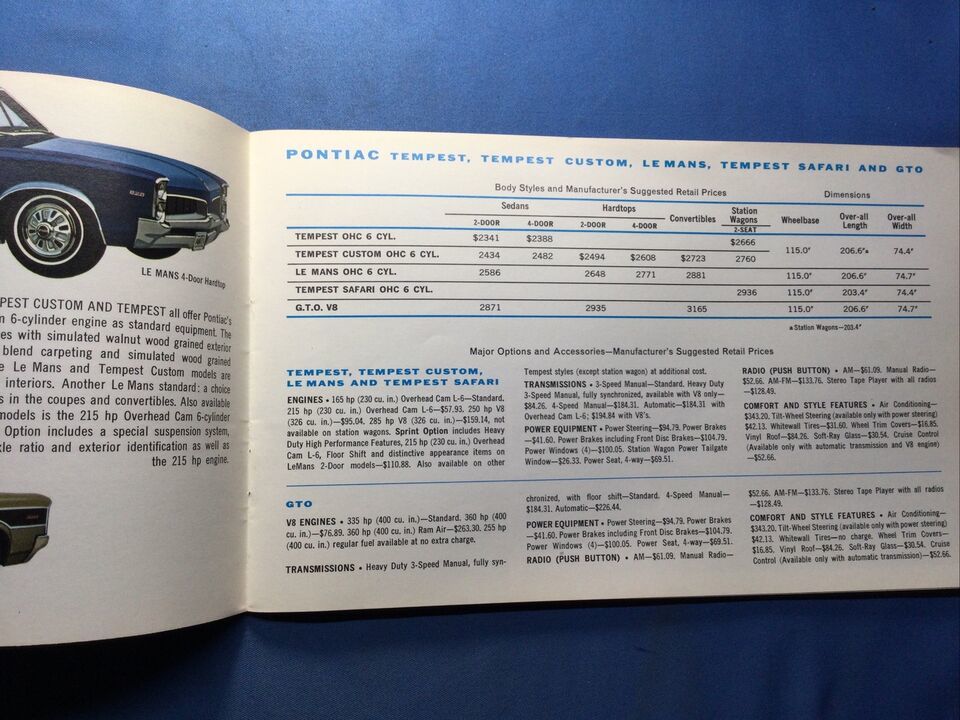 LE MANS 4-Door Hardtop
PEST CUSTOM AND TEMPEST all offer Pontiac's
n 6-cylinder engine as standard equipment. The
es with simulated walnut wood grained exterior
blend carpeting and simulated wood grained
e Le Mans and Tempest Custom models are
interiors. Another Le Mans standard: a choice
s in the coupes and convertibles. Also available
models is the 215 hp Overhead Cam 6-cylinder
Option includes a special suspension system,
xle ratio and exterior identification as well as
the 215 hp engine.
PONTIAC TEMPEST, TEMPEST CUSTOM, LE MANS, TEMPEST SAFARI AND GTO
Body Styles and Manufacturer's Suggested Retail Prices Dimensions
Sedans Hardtops Convertibles Station Wagons Wheelbase Over-all Length Over-all Width
2-DOOR 4-DOOR 2-DOOR 4-DOOR 2-SEAT
TEMPEST OHC 6 CYL. $2341 $2388 $2666
TEMPEST CUSTOM OHC 6 CYL. 2434 2482 $2494 $2608 $2723 2760 115.0" 206.6"* 74.4"
LE MANS OHC 6 CYL. 2586 2648 2771 2881 115.0" 206.6" 74.7"
TEMPEST SAFARI OHC 6 CYL. 2936 115.0" 203.4" 74.4"
G.T.O. V8 2871 2935 3165 115.0" 206.6" 74.7"
*Station Wagons—203.4"
Major Options and Accessories—Manufacturer's Suggested Retail Prices
TEMPEST, TEMPEST CUSTOM,
LE MANS AND TEMPEST SAFARI
ENGINES • 165 hp (230 cu. in.) Overhead Cam L-6—Standard.
215 hp (230 cu. in.) Overhead Cam L-6—$57.93. 250 hp V8
(326 cu. in.)—$95.04. 285 hp V8 (326 cu. in.)—$159.14, not
available on station wagons. Sprint Option includes Heavy
Duty High Performance Features, 215 hp (230 cu. in.) Overhead
Cam L-6, Floor Shift and distinctive appearance items on
LeMans 2-Door models—$110.88. Also available on other
Tempest styles (except station wagon) at additional cost.
TRANSMISSIONS • 3-Speed Manual—Standard. Heavy Duty
3-Speed Manual, fully synchronized, available with V8 only—
$84.26. 4-Speed Manual—$184.31. Automatic—$184.31 with
Overhead Cam L-6; $194.84 with V8's.
POWER EQUIPMENT • Power Steering—$94.79. Power Brakes
—$41.60. Power Brakes including Front Disc Brakes—$104.79.
Power Windows (4)—$100.05. Station Wagon Power Tailgate
Window—$26.33. Power Seat, 4-way—$69.51.
RADIO (PUSH BUTTON) • AM—$61.09. Manual Radio—
$52.66. AM-FM—$133.76. Stereo Tape Player with all radios
—$128.49.
COMFORT AND STYLE FEATURES • Air Conditioning—
$343.20. Tilt-Wheel Steering (available only with power steering)
$42.13. Whitewall Tires—$31.60. Wheel Trim Covers—$16.85.
Vinyl Roof—$84.26. Soft-Ray Glass—$30.54. Cruise Control
(Available only with automatic transmission and V8 engine)
—$52.66.
GTO
V8 ENGINES • 335 hp (400 cu. in.)—Standard. 360 hp (400
cu. in.)—$76.89. 360 hp (400 cu. in.) Ram Air—$263.30. 255 hp
(400 cu. in.) regular fuel available at no extra charge.
TRANSMISSIONS • Heavy Duty 3-Speed Manual, fully syn-
chronized, with floor shift—Standard. 4-Speed Manual—
$184.31. Automatic—$226.44.
POWER EQUIPMENT • Power Steering—$94.79. Power Brakes
—$41.60. Power Brakes including Front Disc Brakes—$104.79.
Power Windows (4)—$100.05. Power Seat, 4-way—$69.51.
RADIO (PUSH BUTTON) • AM—$61.09. Manual Radio—
$52.66. AM-FM—$133.76. Stereo Tape Player with all radios
—$128.49.
COMFORT AND STYLE FEATURES • Air Conditioning—
$343.20. Tilt-Wheel Steering (available only with power steering)
$42.13. Whitewall Tires—no charge. Wheel Trim Covers—
$16.85. Vinyl Roof—$84.26. Soft-Ray Glass—$30.54. Cruise
Control (Available only with automatic transmission)—$52.66.